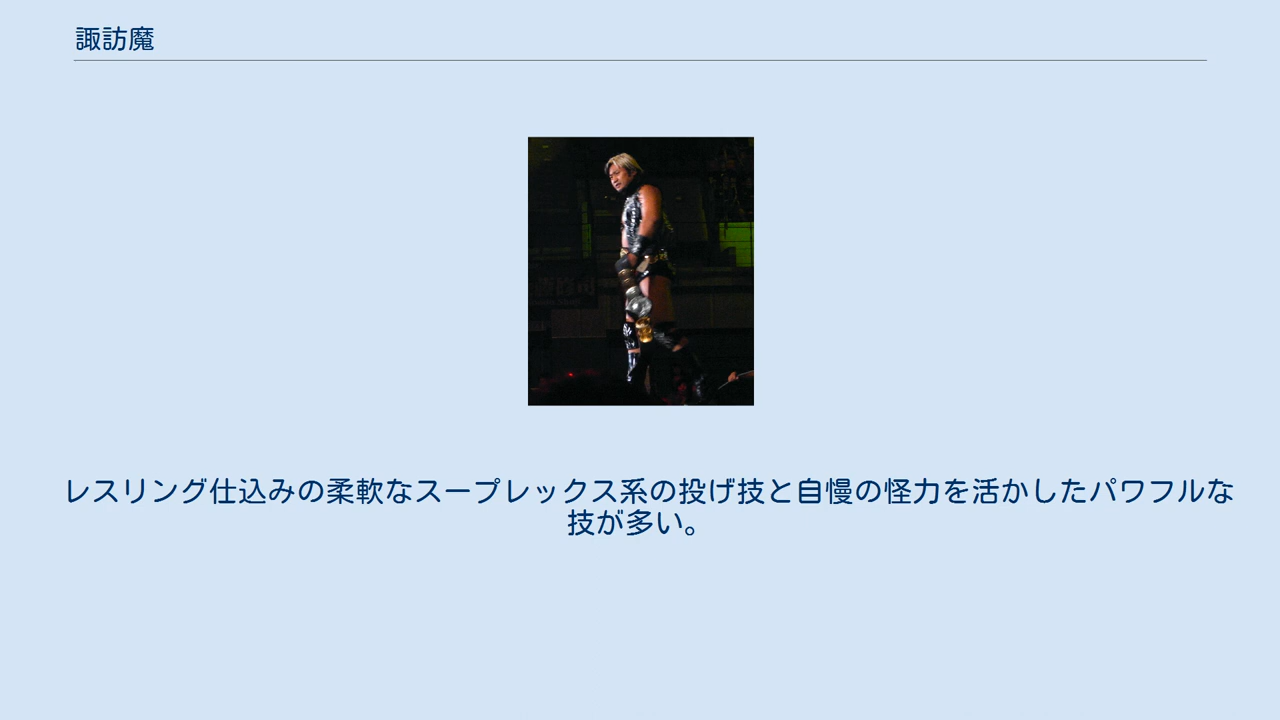 諏訪魔
レスリング仕込みの柔軟なスープレックス系の投げ技と自慢の怪力を活かしたパワフルな
技が多い。